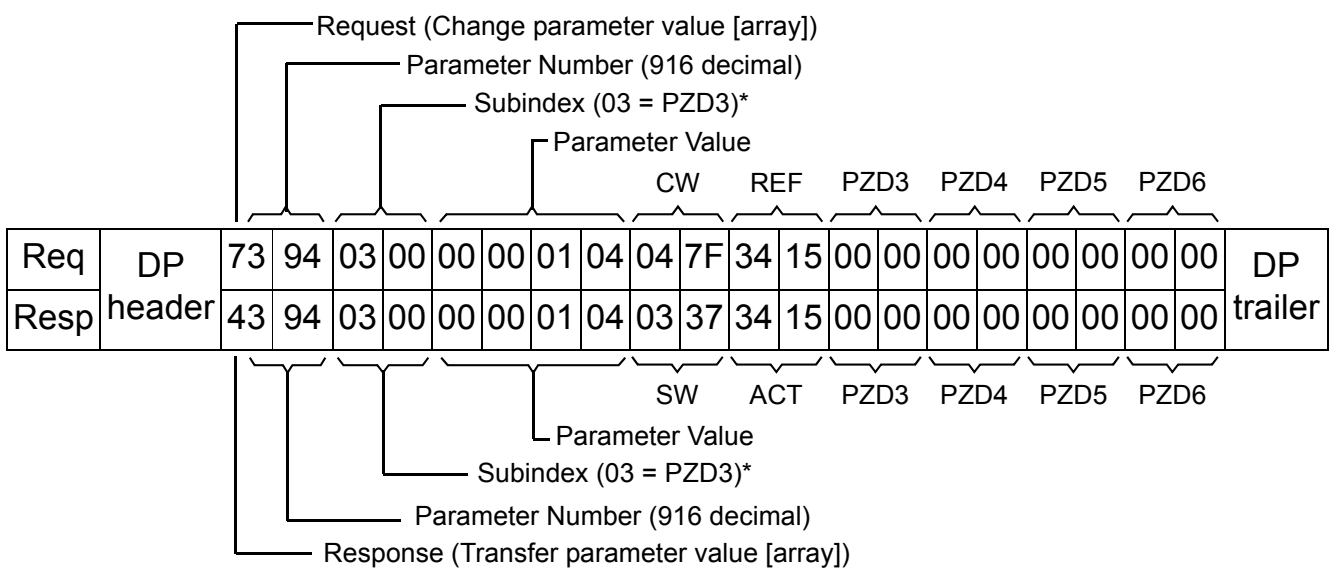 Request (Change parameter value [array])
Parameter Number (916 decimal)
Subindex (03 = PZD3)*
Parameter Value
CW REF PZD3 PZD4 PZD5 PZD6
Req DP header 73 94 03 00 00 00 01 04 04 7F 34 15 00 00 00 00 00 00 00 00 DP trailer
Resp 43 94 03 00 00 00 01 04 03 37 34 15 00 00 00 00 00 00 00 00
SW ACT PZD3 PZD4 PZD5 PZD6
Parameter Value
Subindex (03 = PZD3)*
Parameter Number (916 decimal)
Response (Transfer parameter value [array])